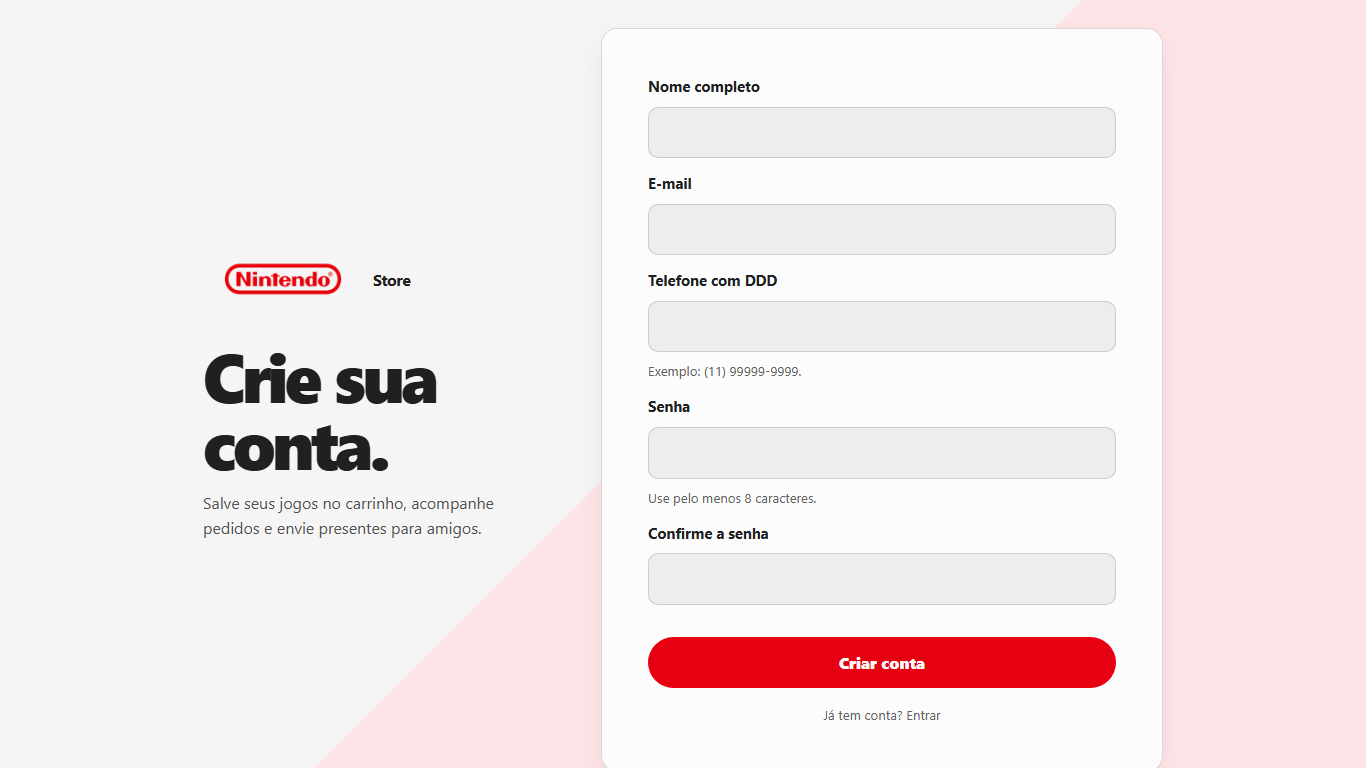 Nintendo®
Store
Crie sua
conta.
Salve seus jogos no carrinho, acompanhe
pedidos e envie presentes para amigos.
Nome completo
E-mail
Telefone com DDD
Exemplo: (11) 99999-9999.
Senha
Use pelo menos 8 caracteres.
Confirme a senha
Criar conta
Já tem conta? Entrar